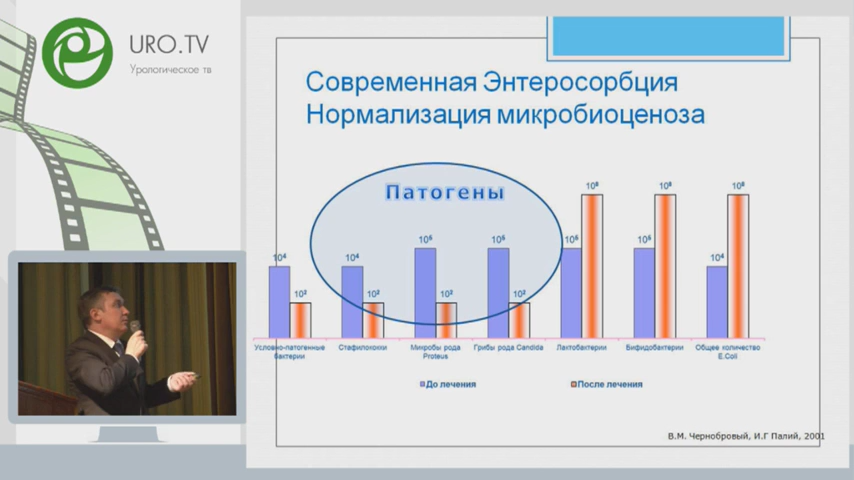 URO.TV
Урологическое тв
Современная Энтеросорбция
Нормализация микробиоценоза
Патогены
10⁴ 10² 10⁴ 10² 10⁵ 10² 10⁵ 10² 10⁵ 10⁸ 10⁵ 10⁸ 10⁴ 10⁸
Условно-патогенные
бактерии
Стафилококки
Микробы рода
Proteus
Грибы рода Candida
Лактобактерии
Бифидобактерии
Общее количество
E.Coli
До лечения
После лечения
В.М. Чернобровый, И.Г Палий, 2001